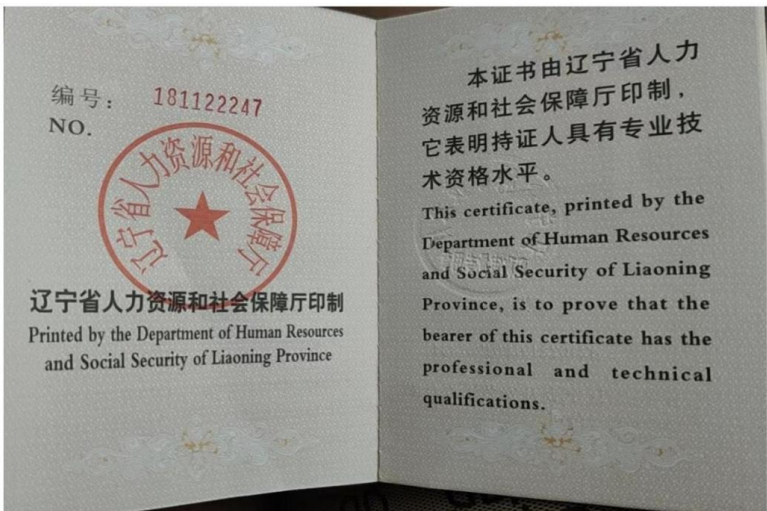 编号： 181122247
NO.
辽宁省人力资源和社会保障厅
辽宁省人力资源和社会保障厅印制
Printed by the Department of Human Resources
and Social Security of Liaoning Province
本证书由辽宁省人力
资源和社会保障厅印制，
它表明持证人具有专业技
术资格水平。
This certificate, printed by the
Department of Human Resources
and Social Security of Liaoning
Province, is to prove that the
bearer of this certificate has the
professional and technical
qualifications.